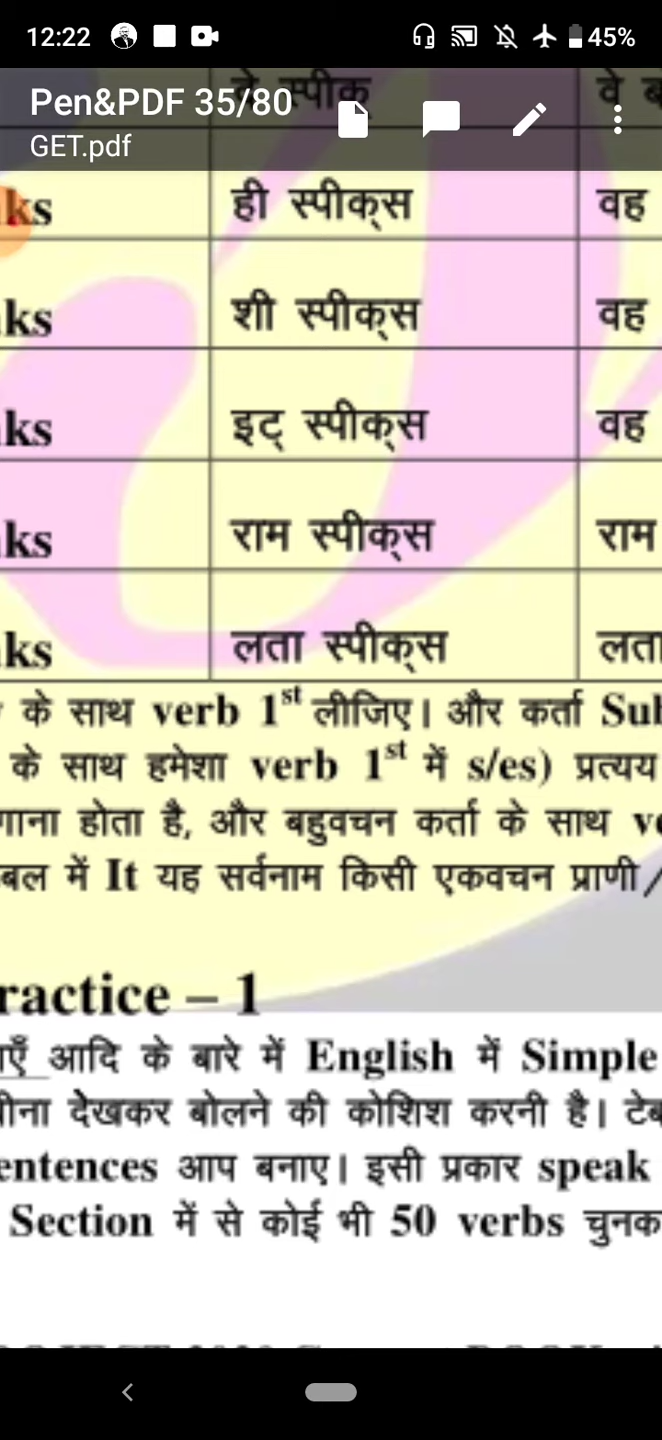 12:22 45%
Pen&PDF 35/80
GET.pdf
स्पीक् वे
ks ही स्पीक्स वह
ks शी स्पीक्स वह
ks इट् स्पीक्स वह
ks राम स्पीक्स राम
ks लता स्पीक्स लता
के साथ verb 1st लीजिए। और कर्ता Sub
के साथ हमेशा verb 1st में s/es) प्रत्यय
गाना होता है, और बहुवचन कर्ता के साथ ve
बल में It यह सर्वनाम किसी एकवचन प्राणी/
ractice – 1
एँ आदि के बारे में English में Simple
बीना देखकर बोलने की कोशिश करनी है। टेब
entences आप बनाए। इसी प्रकार speak
Section में से कोई भी 50 verbs चुनक